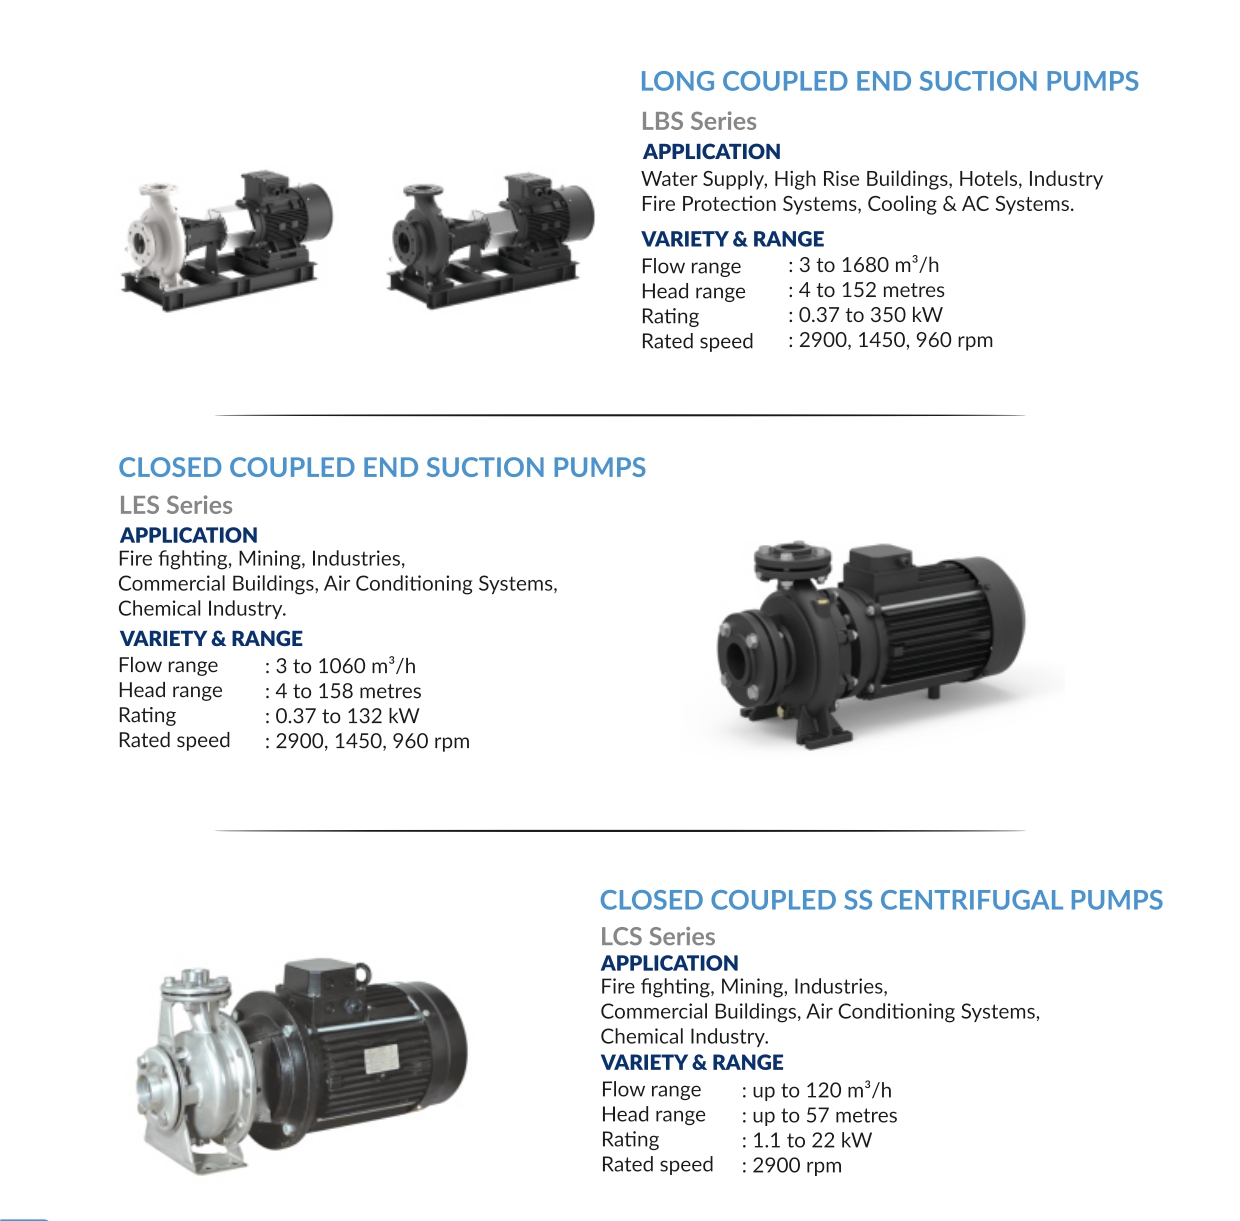 LONG COUPLED END SUCTION PUMPS
LBS Series
APPLICATION
Water Supply, High Rise Buildings, Hotels, Industry
Fire Protection Systems, Cooling & AC Systems.
VARIETY & RANGE
Flow range : 3 to 1680 m³/h
Head range : 4 to 152 metres
Rating : 0.37 to 350 kW
Rated speed : 2900, 1450, 960 rpm
CLOSED COUPLED END SUCTION PUMPS
LES Series
APPLICATION
Fire fighting, Mining, Industries,
Commercial Buildings, Air Conditioning Systems,
Chemical Industry.
VARIETY & RANGE
Flow range : 3 to 1060 m³/h
Head range : 4 to 158 metres
Rating : 0.37 to 132 kW
Rated speed : 2900, 1450, 960 rpm
CLOSED COUPLED SS CENTRIFUGAL PUMPS
LCS Series
APPLICATION
Fire fighting, Mining, Industries,
Commercial Buildings, Air Conditioning Systems,
Chemical Industry.
VARIETY & RANGE
Flow range : up to 120 m³/h
Head range : up to 57 metres
Rating : 1.1 to 22 kW
Rated speed : 2900 rpm